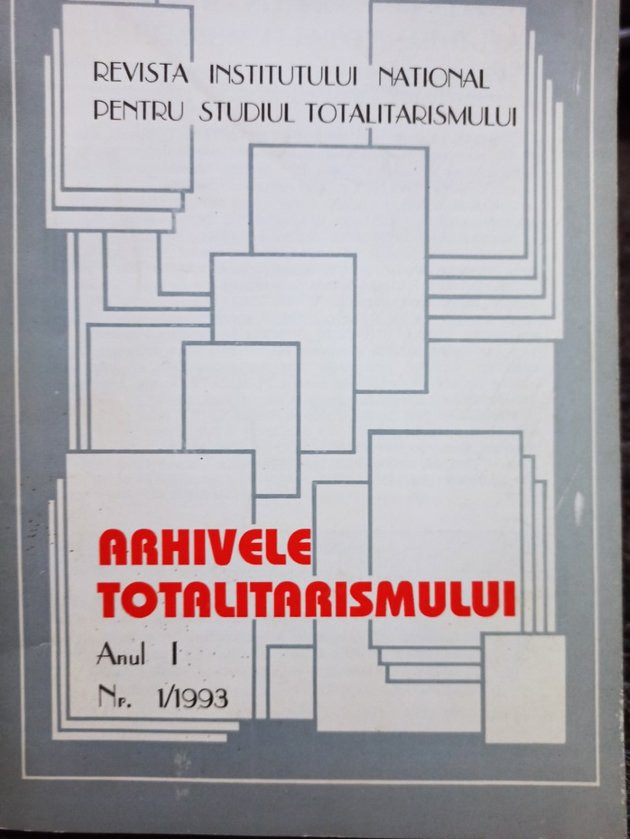 REVISTA INSTITUTULUI NATIONAL
PENTRU STUDIUL TOTALITARISMULUI
ARHIVELE
TOTALITARISMULUI
Anul I
Nr. 1/1993